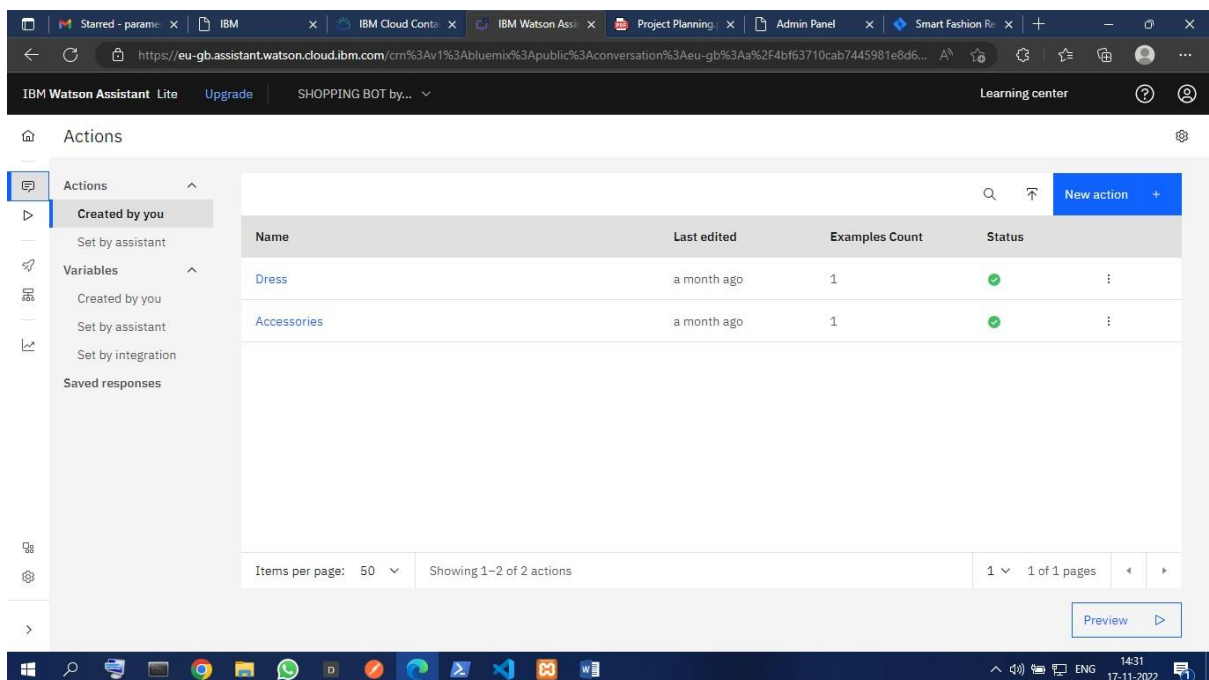 Starred - parame IBM IBM Cloud Conta IBM Watson Assi Project Planning. Admin Panel Smart Fashion Re
https://eu-gb.assistant.watson.cloud.ibm.com/crn%3Av1%3Abluemix%3Apublic%3Aconversation%3Aeu-gb%3Aa%2F4bf63710cab7445981e8d6...
IBM Watson Assistant Lite Upgrade SHOPPING BOT by... Learning center
Actions
Actions
Created by you
Set by assistant
Variables
Created by you
Set by assistant
Set by integration
Saved responses
New action +
Name Last edited Examples Count Status
Dress a month ago 1
Accessories a month ago 1
Items per page: 50 Showing 1–2 of 2 actions 1 1 of 1 pages
Preview
ENG 14:31
17-11-2022